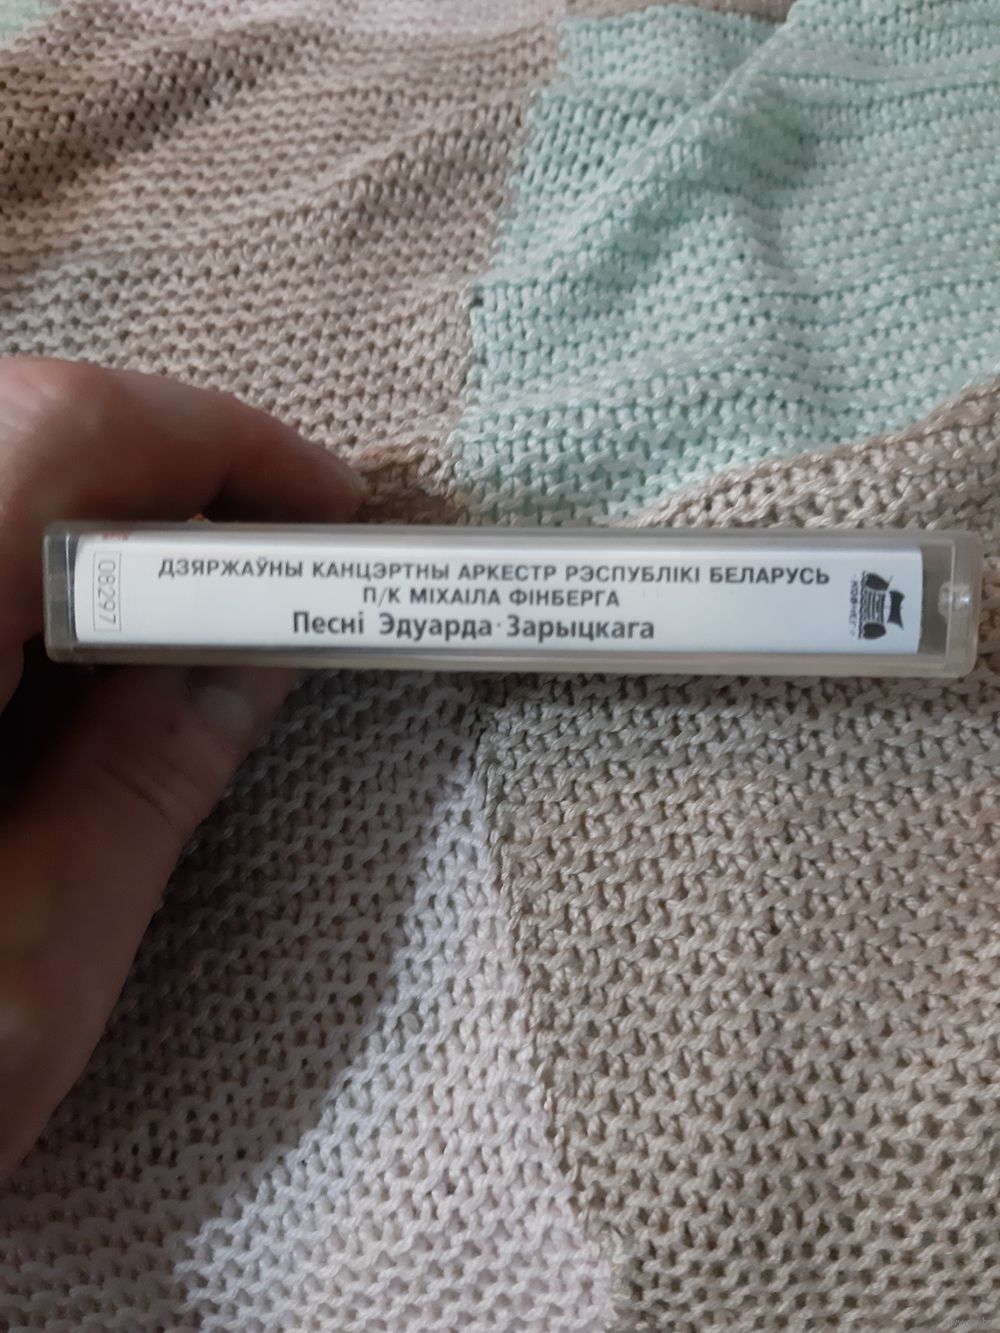 ДЗЯРЖАЎНЫ КАНЦЭРТНЫ АРКЕСТР РЭСПУБЛІКІ БЕЛАРУСЬ
П/К МІХАІЛА ФІНБЕРГА
Песні Эдуарда Зарыцкага
08297